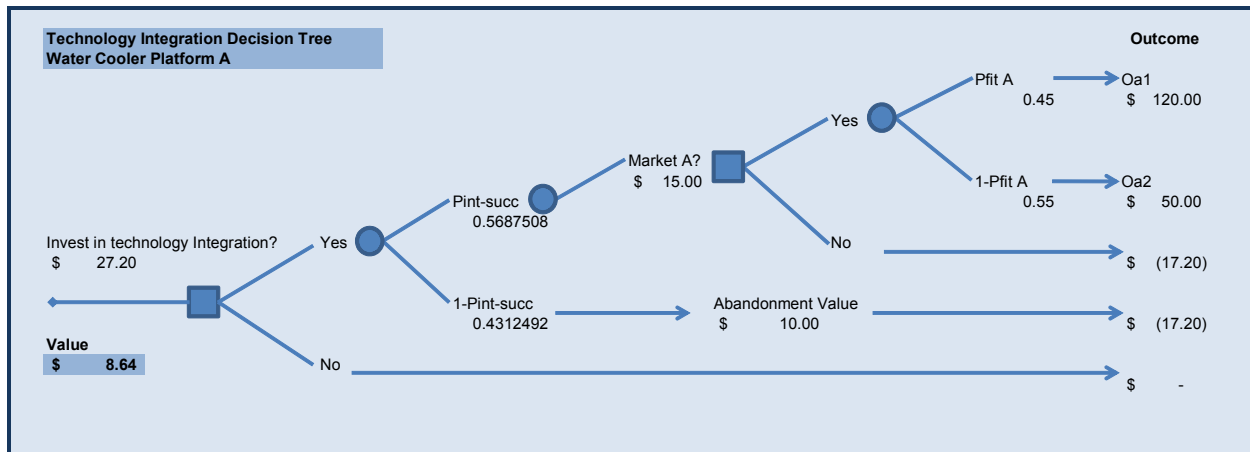 Technology Integration Decision Tree
Water Cooler Platform A
Outcome
Pfit A
0.45
Oa1
$ 120.00
Yes
Market A?
$ 15.00
1-Pfit A
0.55
Oa2
$ 50.00
Pint-succ
0.5687508
Invest in technology Integration?
$ 27.20
Yes
No
$ (17.20)
1-Pint-succ
0.4312492
Abandonment Value
$ 10.00
$ (17.20)
Value
$ 8.64
No
$ -